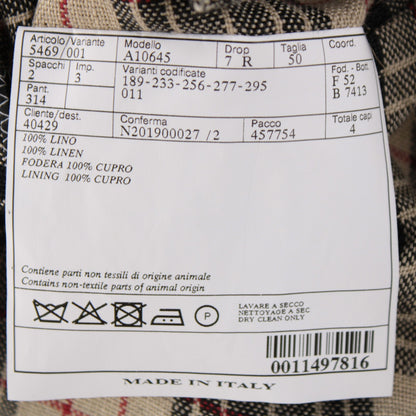 Articolo/Variante Modello Drop Taglia Coord.
5469/001 A10645 7 R 50
Spacchi Imp. Varianti codificate Fod. - Bott.
2 3 189-233-256-277-295 F 52
Pant. 011 B 7413
314
Cliente/dest. Conferma Pacco Totale capi
40429 N201900027 /2 457754 4
100% LINO
100% LINEN
FODERA 100% CUPRO
LINING 100% CUPRO
Contiene parti non tessili di origine animale
Contains non-textile parts of animal origin
P
LAVARE A SECCO
NETTOYAGE A SEC
DRY CLEAN ONLY
0011497816
MADE IN ITALY